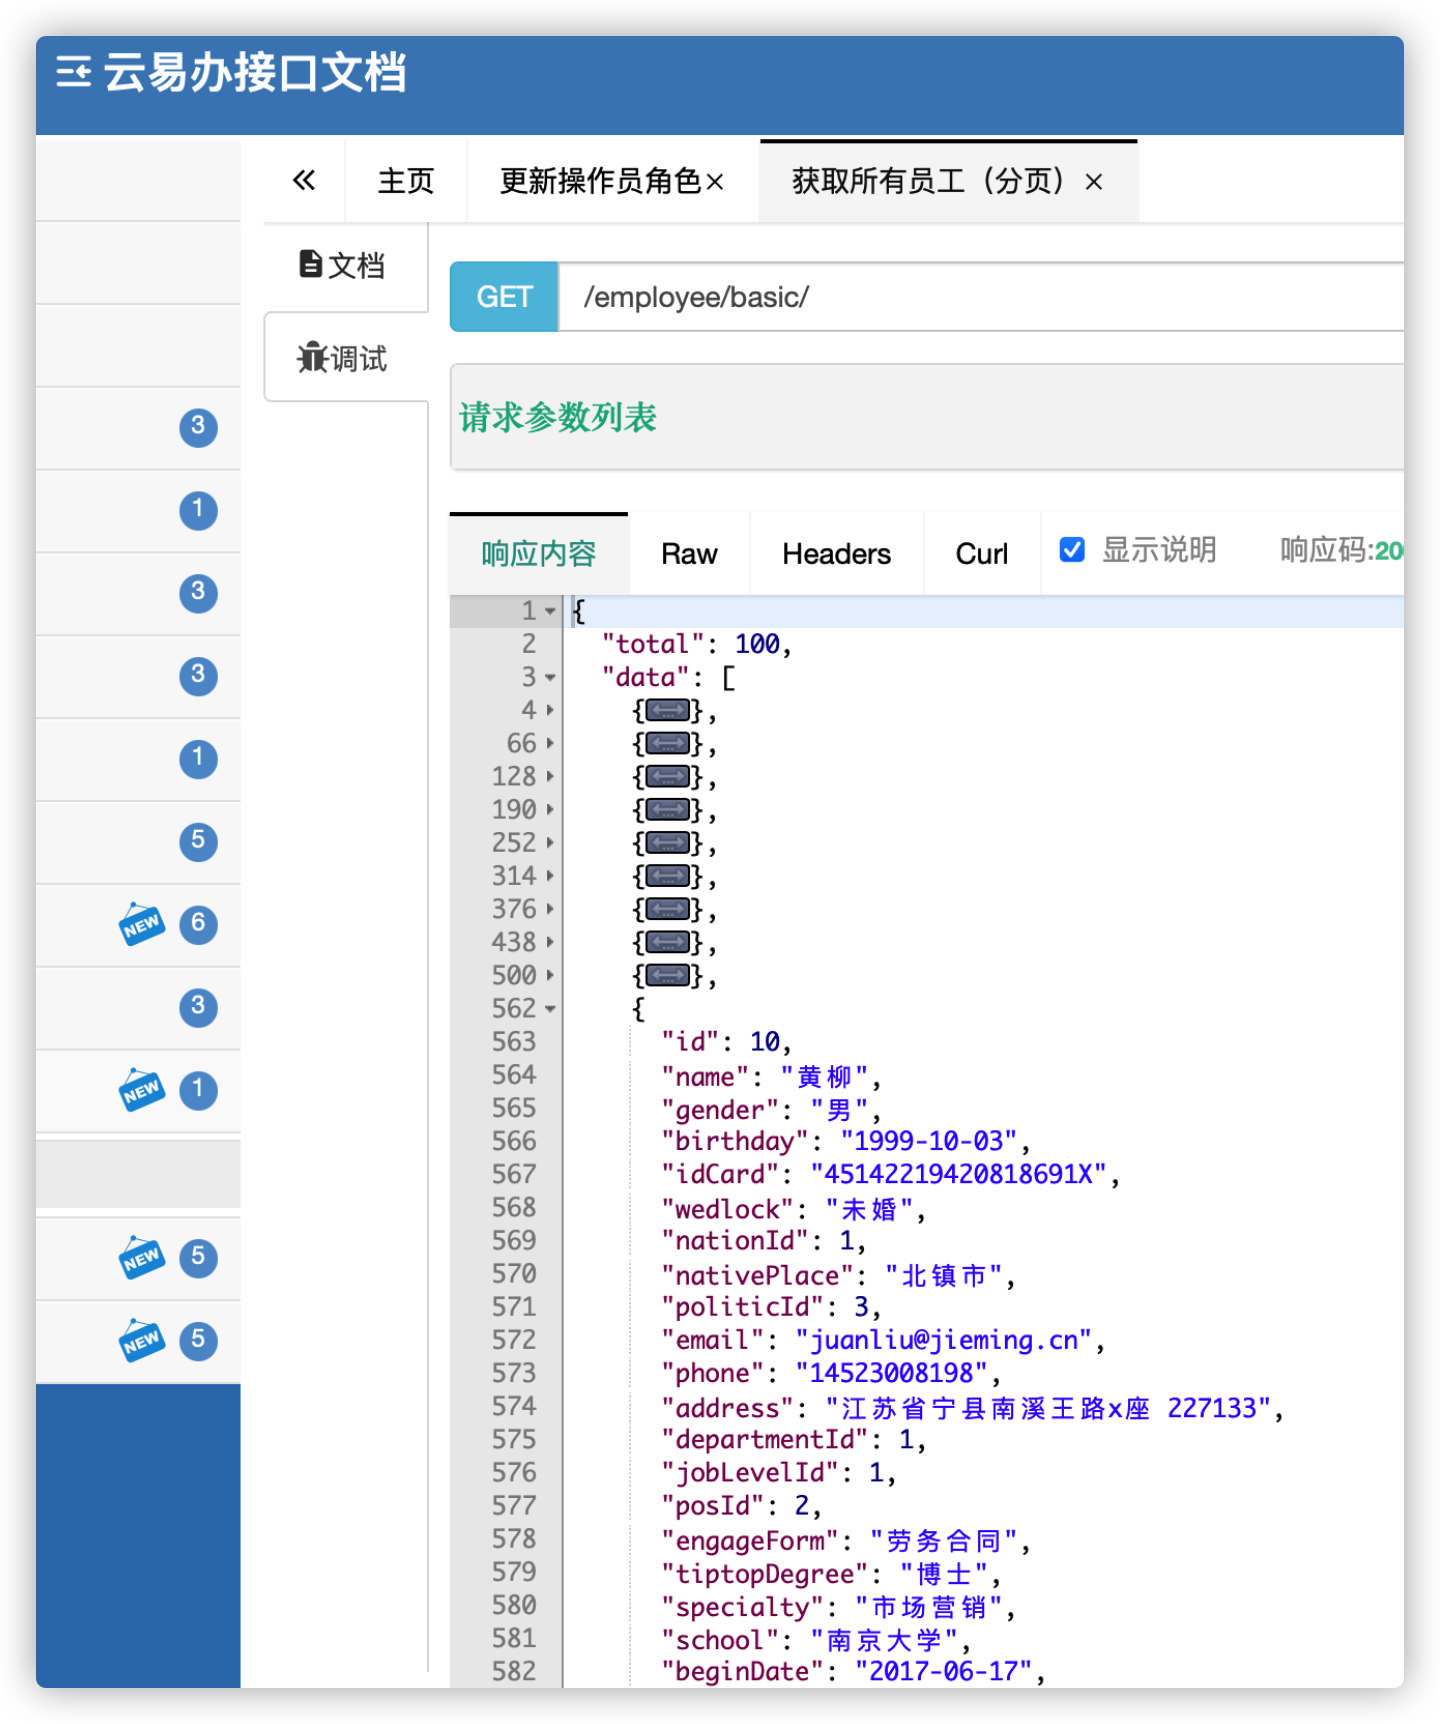 云易办接口文档
主页
更新操作员角色×
获取所有员工（分页） ×
文档
调试
GET /employee/basic/
请求参数列表
响应内容 Raw Headers Curl 显示说明 响应码:200
3
1
3
3
1
5
NEW 6
3
NEW 1
NEW 5
NEW 5
1 {
2 "total": 100,
3 "data": [
4 {...},
66 {...},
128 {...},
190 {...},
252 {...},
314 {...},
376 {...},
438 {...},
500 {...},
562 {
563 "id": 10,
564 "name": "黄柳",
565 "gender": "男",
566 "birthday": "1999-10-03",
567 "idCard": "45142219420818691X",
568 "wedlock": "未婚",
569 "nationId": 1,
570 "nativePlace": "北镇市",
571 "politicId": 3,
572 "email": "juanliu@jieming.cn",
573 "phone": "14523008198",
574 "address": "江苏省宁县南溪王路x座 227133",
575 "departmentId": 1,
576 "jobLevelId": 1,
577 "posId": 2,
578 "engageForm": "劳务合同",
579 "tiptopDegree": "博士",
580 "specialty": "市场营销",
581 "school": "南京大学",
582 "beginDate": "2017-06-17",